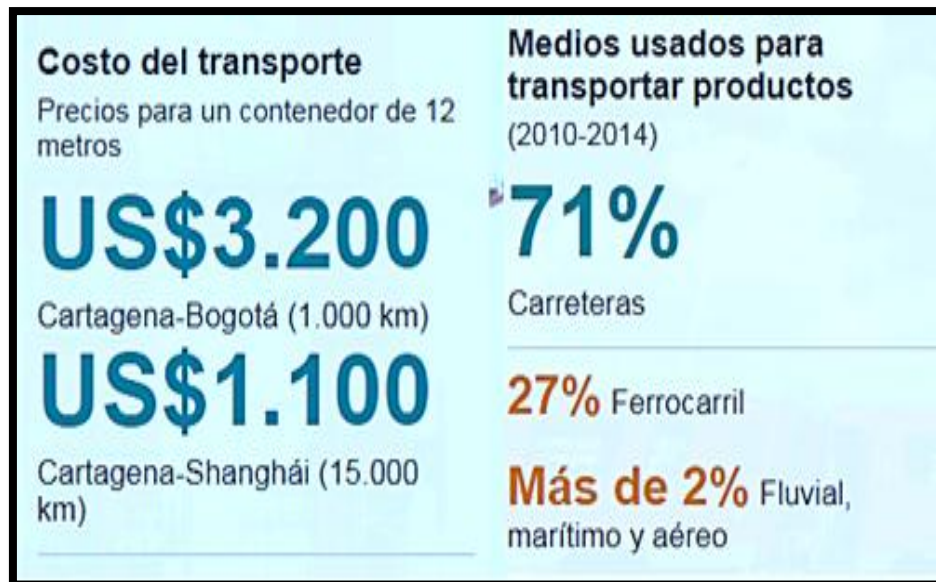 Costo del transporte
Precios para un contenedor de 12
metros
US$3.200
Cartagena-Bogotá (1.000 km)
US$1.100
Cartagena-Shanghái (15.000
km)
Medios usados para
transportar productos
(2010-2014)
71%
Carreteras
27% Ferrocarril
Más de 2% Fluvial,
marítimo y aéreo